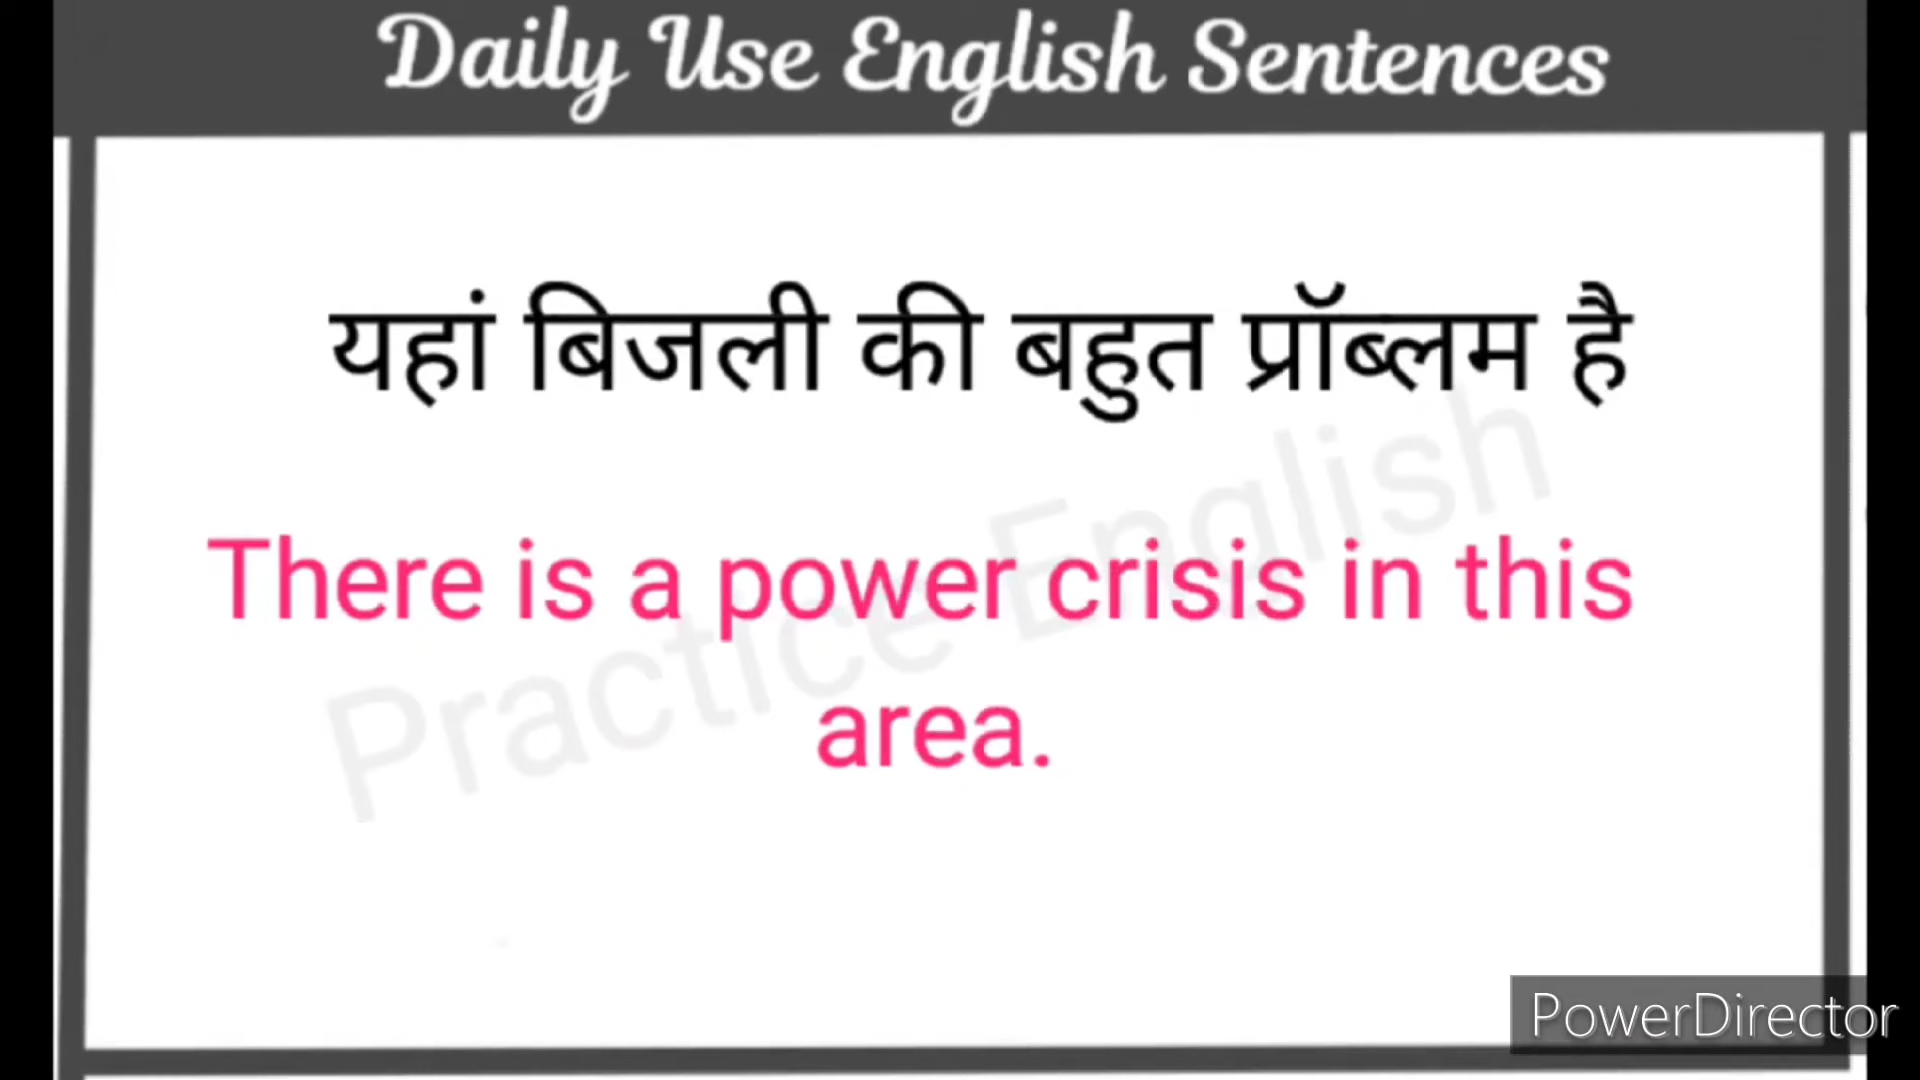 Daily Use English Sentences
यहां बिजली की बहुत प्रॉब्लम है
There is a power crisis in this
area.
Practice English
PowerDirector